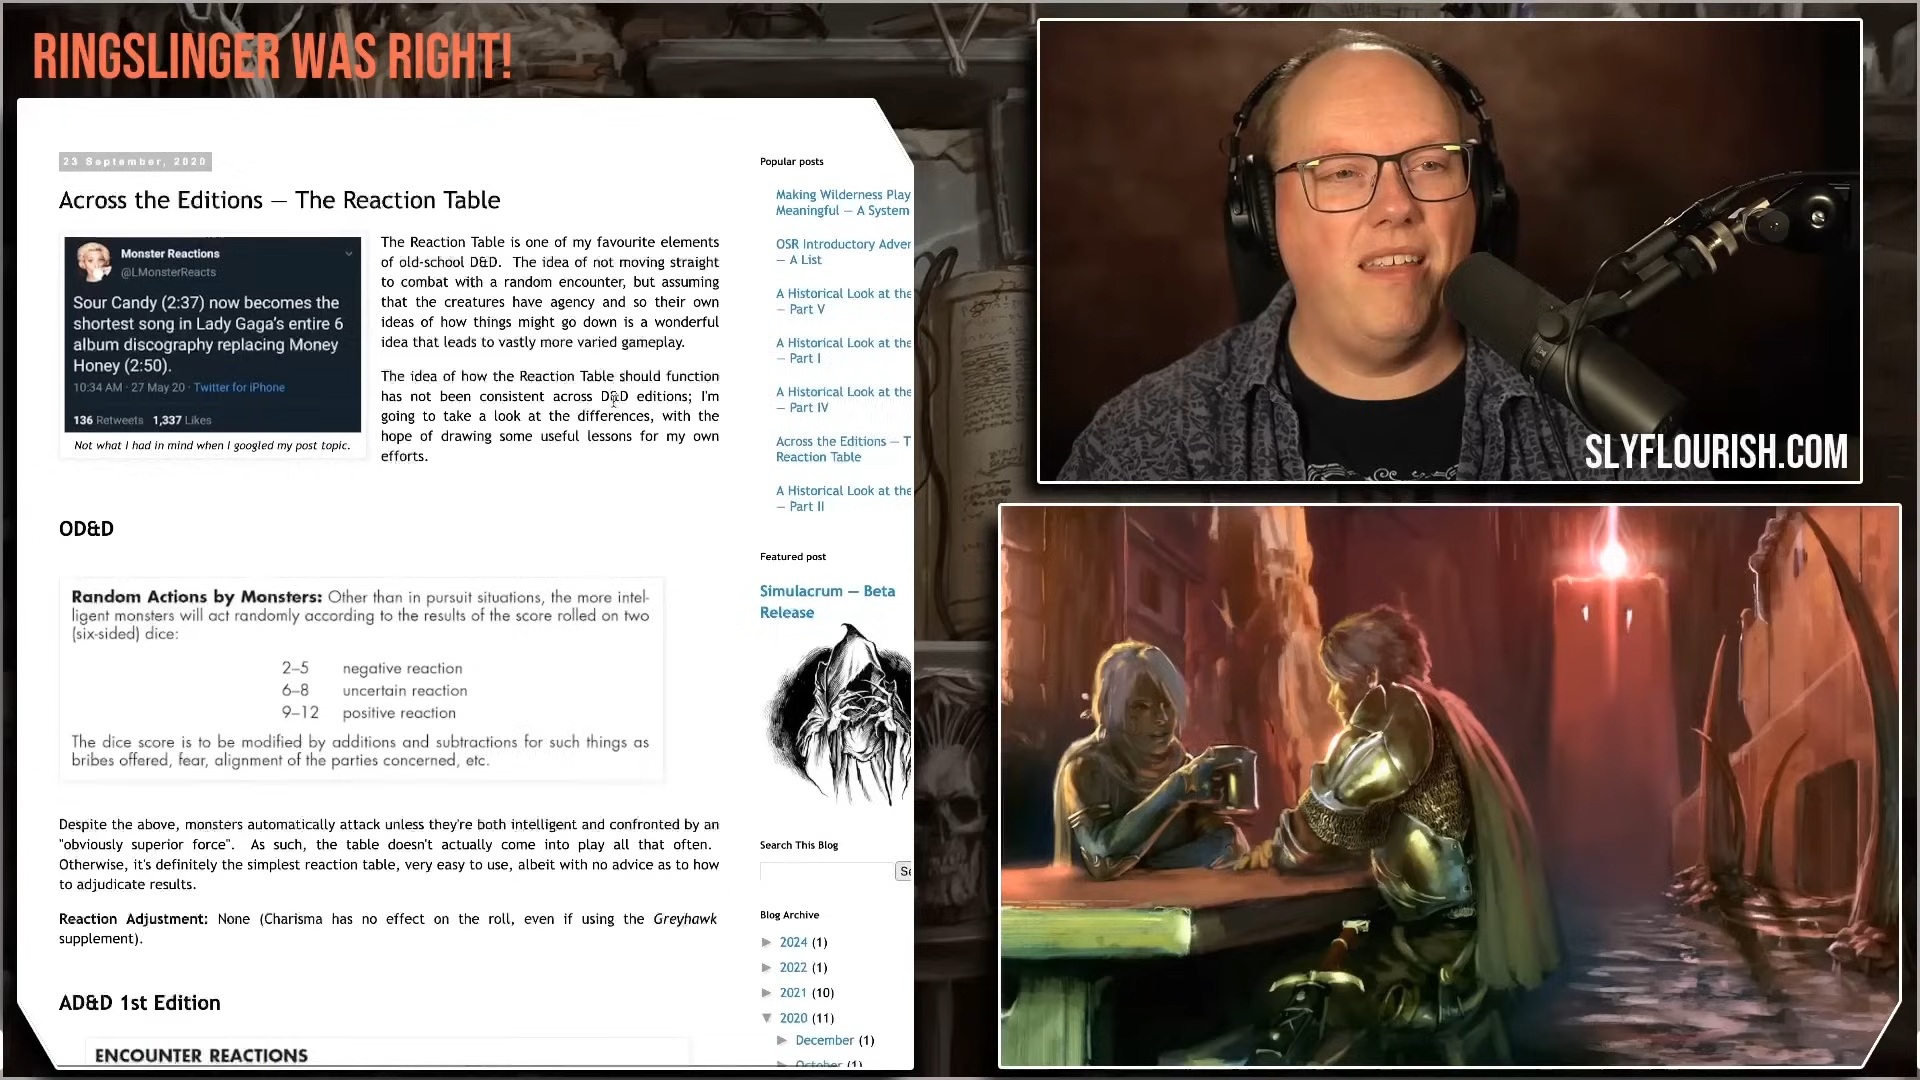 RINGSLINGER WAS RIGHT!
23 September, 2020
Across the Editions — The Reaction Table
Monster Reactions
@LMonsterReacts
Sour Candy (2:37) now becomes the
shortest song in Lady Gaga's entire 6
album discography replacing Money
Honey (2:50).
10:34 AM · 27 May 20 · Twitter for iPhone
136 Retweets 1,337 Likes
Not what I had in mind when I googled my post topic.
The Reaction Table is one of my favourite elements
of old-school D&D. The idea of not moving straight
to combat with a random encounter, but assuming
that the creatures have agency and so their own
ideas of how things might go down is a wonderful
idea that leads to vastly more varied gameplay.
The idea of how the Reaction Table should function
has not been consistent across D&D editions; I'm
going to take a look at the differences, with the
hope of drawing some useful lessons for my own
efforts.
OD&D
Random Actions by Monsters: Other than in pursuit situations, the more intel-
ligent monsters will act randomly according to the results of the score rolled on two
(six-sided) dice:
2–5 negative reaction
6–8 uncertain reaction
9–12 positive reaction
The dice score is to be modified by additions and subtractions for such things as
bribes offered, fear, alignment of the parties concerned, etc.
Despite the above, monsters automatically attack unless they're both intelligent and confronted by an
"obviously superior force". As such, the table doesn't actually come into play all that often.
Otherwise, it's definitely the simplest reaction table, very easy to use, albeit with no advice as to how
to adjudicate results.
Reaction Adjustment: None (Charisma has no effect on the roll, even if using the Greyhawk
supplement).
AD&D 1st Edition
ENCOUNTER REACTIONS
Popular posts
Making Wilderness Play
Meaningful — A System
OSR Introductory Adver
— A List
A Historical Look at the
— Part V
A Historical Look at the
— Part I
A Historical Look at the
— Part IV
Across the Editions — T
Reaction Table
A Historical Look at the
— Part II
Featured post
Simulacrum — Beta
Release
Search This Blog
Se
Blog Archive
► 2024 (1)
► 2022 (1)
► 2021 (10)
▼ 2020 (11)
► December (1)
► October (1)
SLYFLOURISH.COM